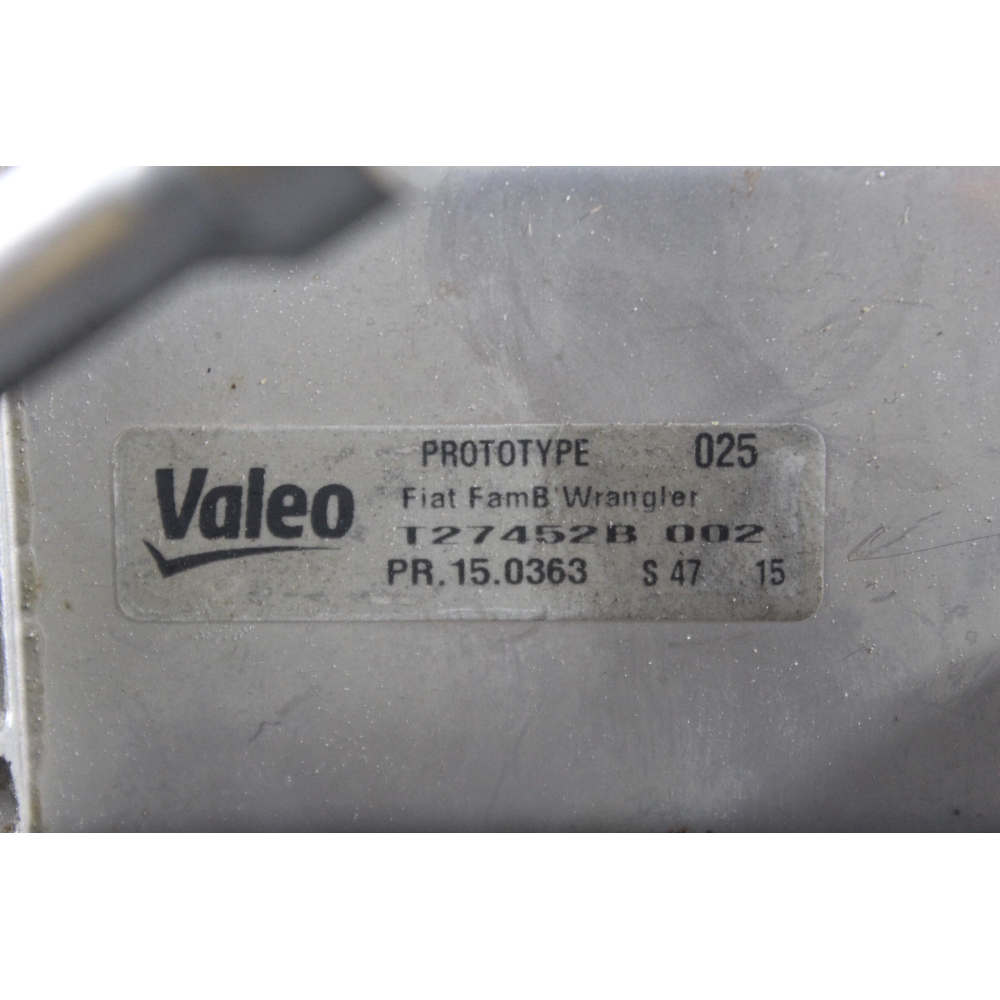 PROTOTYPE 025
Valeo
Fiat FamB Wrangler
T27452B 002
PR.15.0363 S 47 15